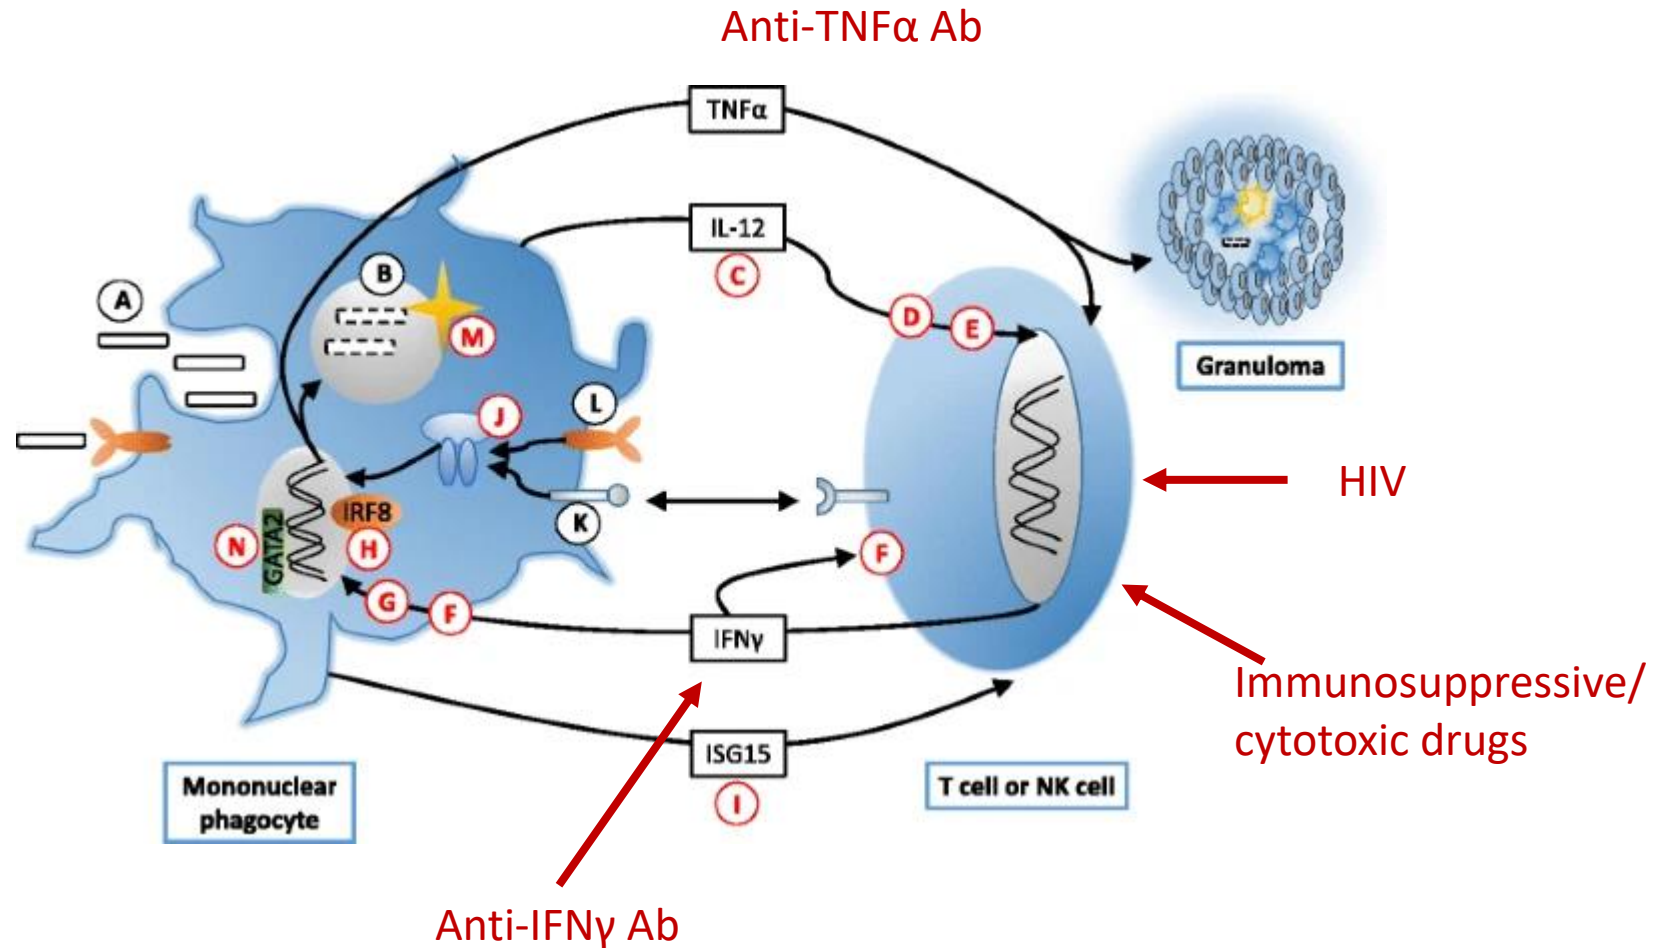 Anti-TNFα Ab
TNFα
IL-12
C
A
B
M
D
E
Granuloma
L
J
K
HIV
IRF8
GATA2
N
H
F
G
F
IFNγ
Immunosuppressive/
cytotoxic drugs
ISG15
I
Mononuclear
phagocyte
T cell or NK cell
Anti-IFNγ Ab